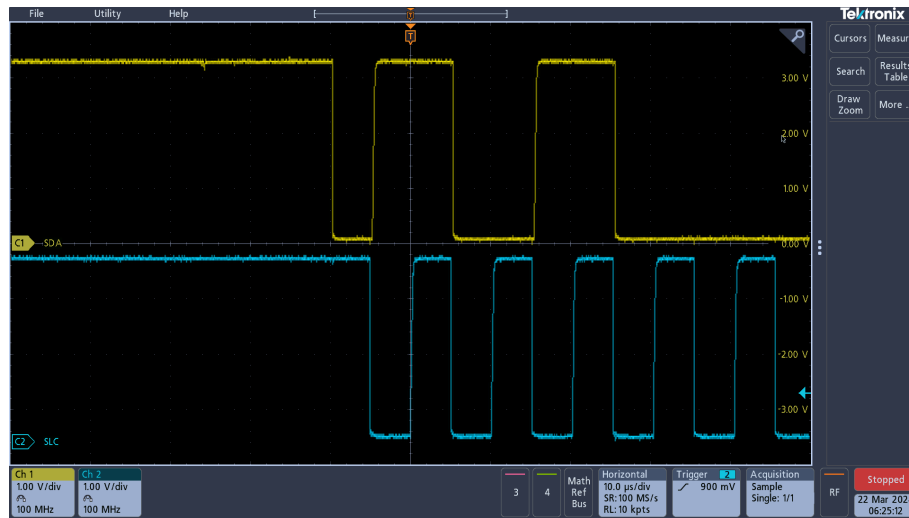 File Utility Help
[ T ]
Tektronix
T
Cursors Measur
Search Results Table
Draw Zoom More ..
3.00 V
2.00 V
1.00 V
C1 SDA 0.00 V
-1.00 V
-2.00 V
-3.00 V
C2 SLC
Ch 1 Ch 2 Math Ref Bus Horizontal Trigger 2 Acquisition Stopped
1.00 V/div 1.00 V/div 3 4 10.0 µs/div 900 mV Sample RF
SR: 100 MS/s Single: 1/1
100 MHz 100 MHz RL: 10 kpts
22 Mar 202
06:25:12